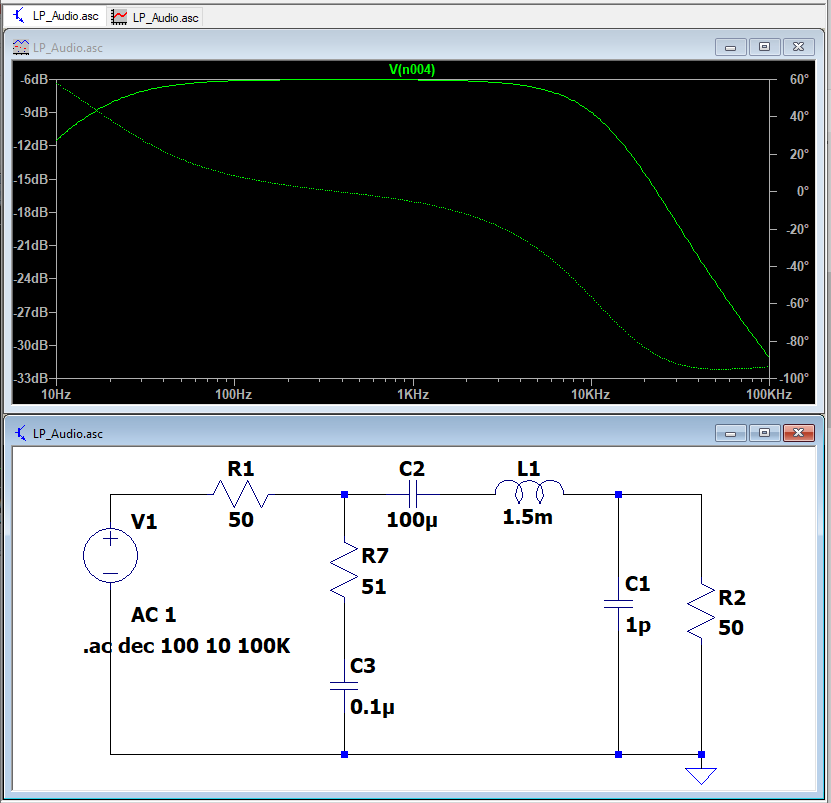 LP_Audio.asc LP_Audio.asc
LP_Audio.asc
V(n004)
-6dB 60°
-9dB 40°
-12dB 20°
-15dB 0°
-18dB -20°
-21dB -40°
-24dB -60°
-27dB -80°
-30dB -100°
-33dB
10Hz 100Hz 1KHz 10KHz 100KHz
LP_Audio.asc
R1 C2 L1
50 100µ 1.5m
V1
R7
51
C1
R2
1p
50
AC 1
.ac dec 100 10 100K
C3
0.1µ